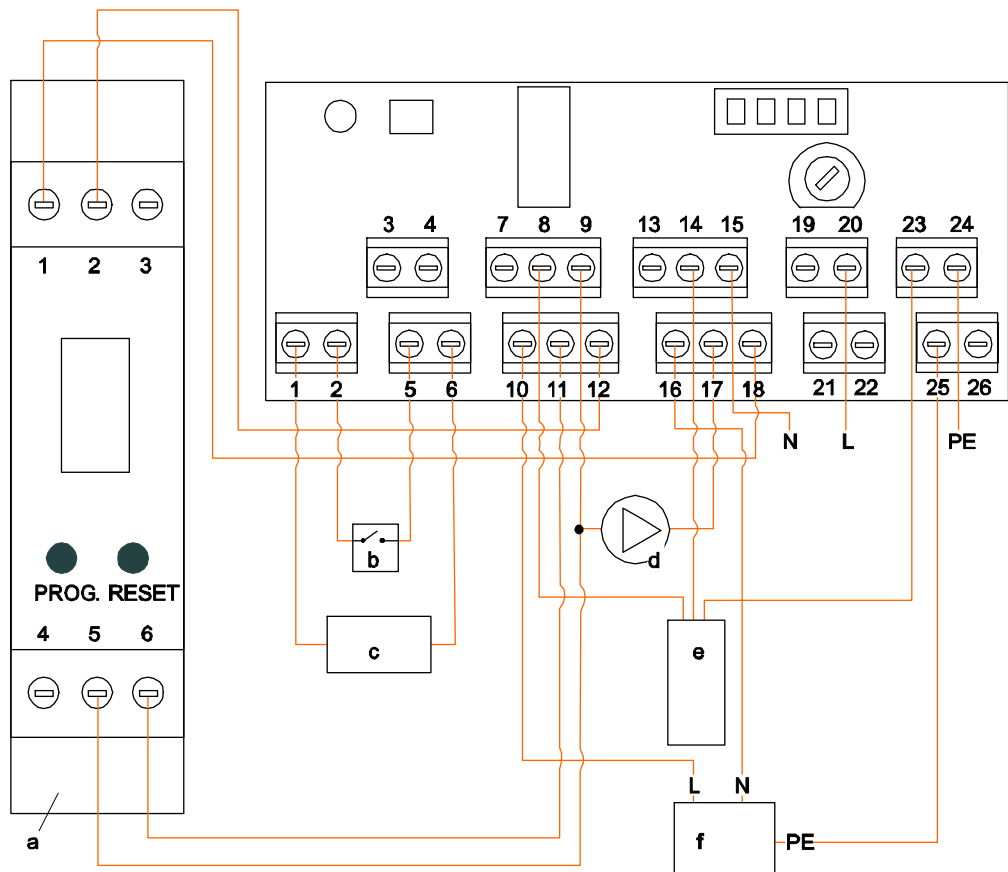 1 2 3
PROG. RESET
4 5 6
a
3 4 7 8 9 13 14 15 19 20 23 24
1 2 5 6 10 11 12 16 17 18 21 22 25 26
N L PE
b
d
c
e
L N
f PE